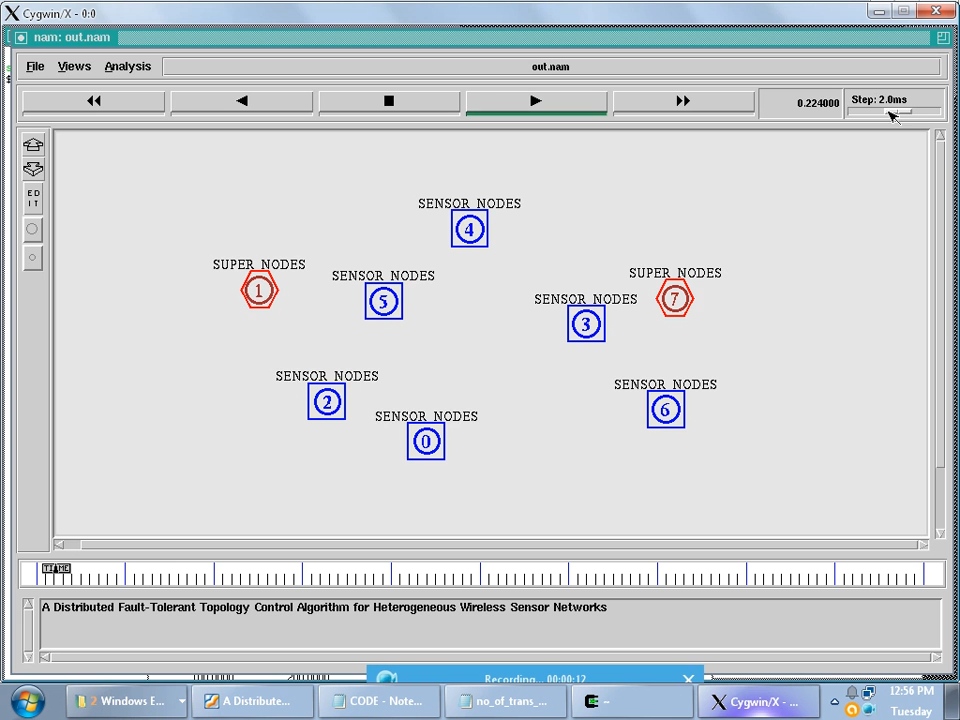 Cygwin/X - 0:0
nam: out.nam
File Views Analysis out.nam
0.224000 Step: 2.0ms
ED
IT
SENSOR NODES
4
SUPER NODES
1
SENSOR NODES
5
SUPER NODES
7
SENSOR NODES
3
SENSOR NODES
2
SENSOR NODES
6
SENSOR NODES
0
TIME
A Distributed Fault-Tolerant Topology Control Algorithm for Heterogeneous Wireless Sensor Networks
Recording... 00:00:12
2 Windows E... A Distribute... CODE - Note... no_of_trans_... ~ Cygwin/X - ... 12:56 PM
Tuesday